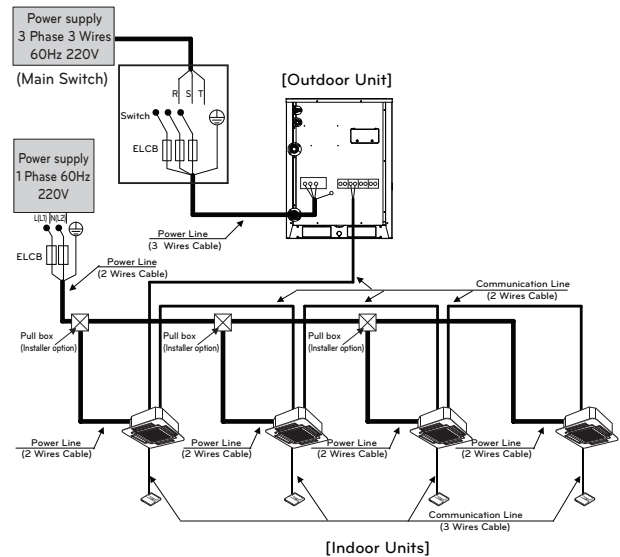 Power supply
3 Phase 3 Wires
60Hz 220V
(Main Switch)
R S T
Switch
ELCB
[Outdoor Unit]
Power supply
1 Phase 60Hz
220V
L(L1) N(L2)
ELCB
Power Line
(3 Wires Cable)
Power Line
(2 Wires Cable)
Communication Line
(2 Wires Cable)
Pull box
(Installer option)
Pull box
(Installer option)
Pull box
(Installer option)
Power Line
(2 Wires Cable)
Power Line
(2 Wires Cable)
Power Line
(2 Wires Cable)
Power Line
(2 Wires Cable)
Communication Line
(3 Wires Cable)
[Indoor Units]